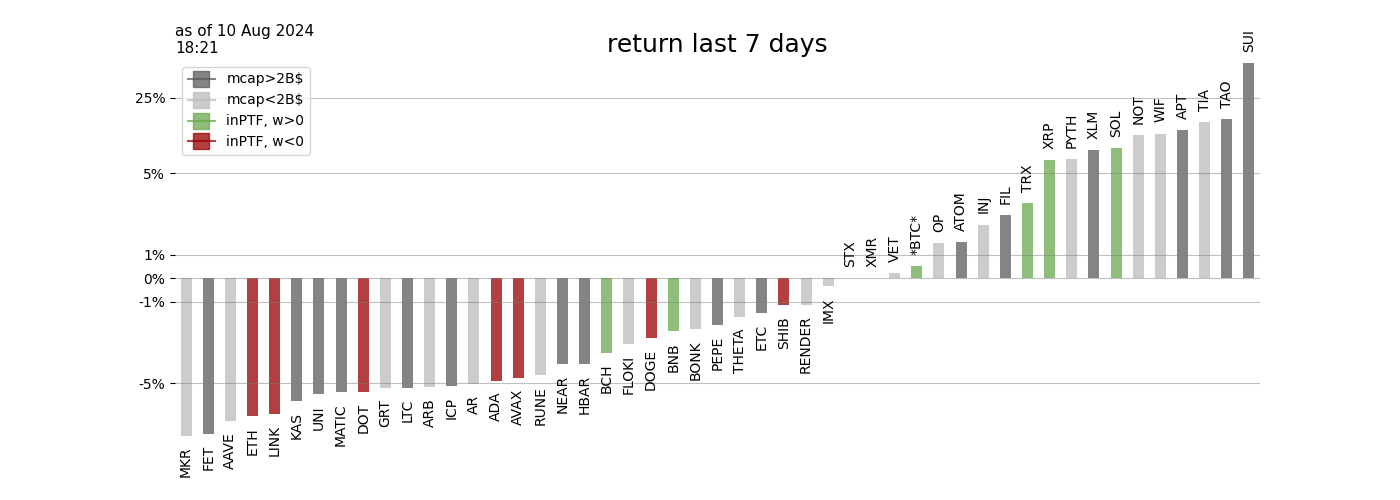 as of 10 Aug 2024
18:21
return last 7 days
mcap>2B$
mcap<2B$
inPTF, w>0
inPTF, w<0
25%
5%
1%
0%
-1%
-5%
MKR
FET
AAVE
ETH
LINK
KAS
UNI
MATIC
DOT
GRT
LTC
ARB
ICP
AR
ADA
AVAX
RUNE
NEAR
HBAR
BCH
FLOKI
DOGE
BNB
BONK
PEPE
THETA
ETC
SHIB
RENDER
IMX
STX
XMR
VET
*BTC*
OP
ATOM
INJ
FIL
TRX
XRP
PYTH
XLM
SOL
NOT
WIF
APT
TIA
TAO
SUI